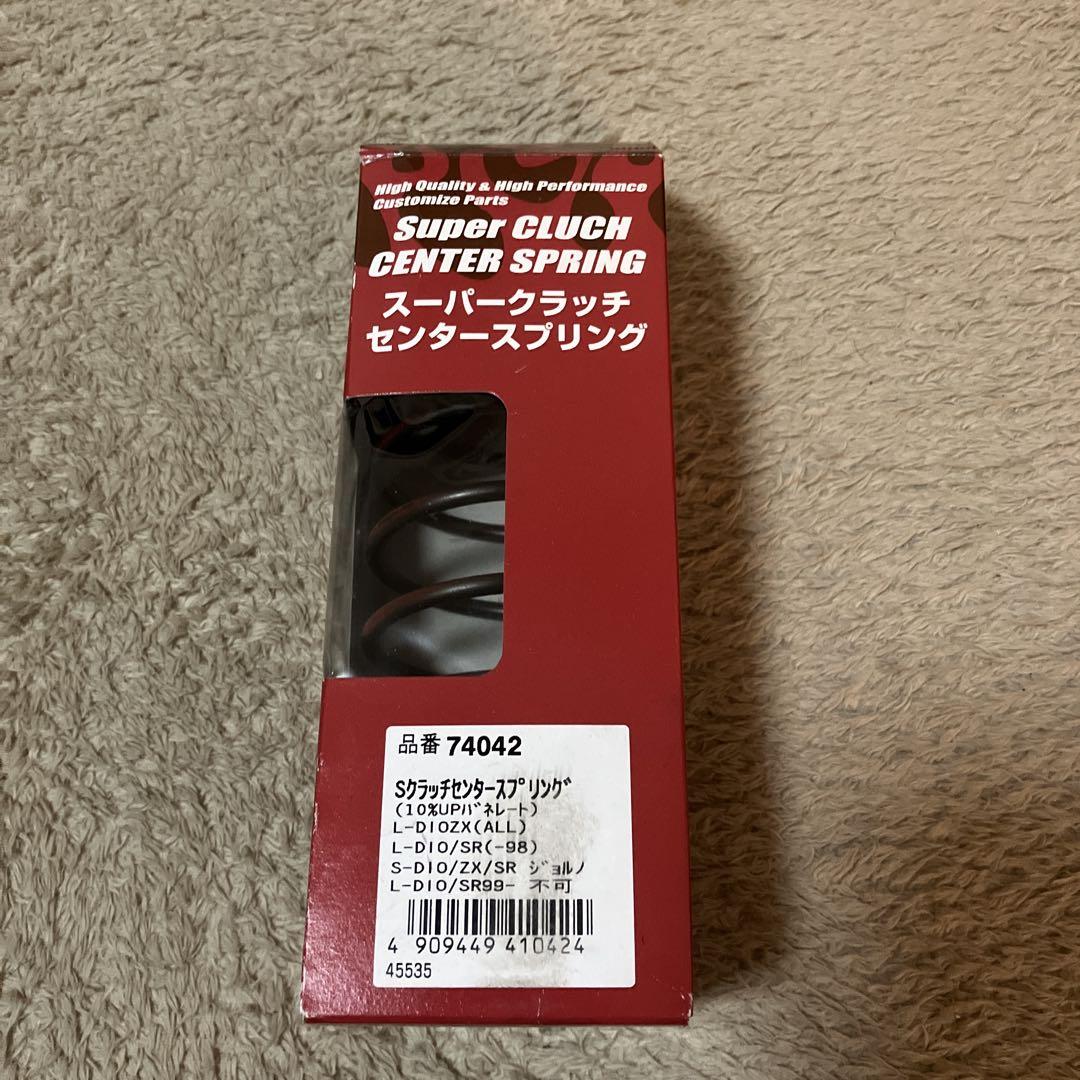 High Quality & High Performance
Customize Parts
Super CLUCH
CENTER SPRING
スーパークラッチ
センタースプリング
品番 74042
Sクラッチセンタースプリング
(10%UPバネレート)
L-DIOZX(ALL)
L-DIO/SR(-98)
S-DIO/ZX/SR ジョルノ
L-DIO/SR99- 不可
4 909449 410424
45535